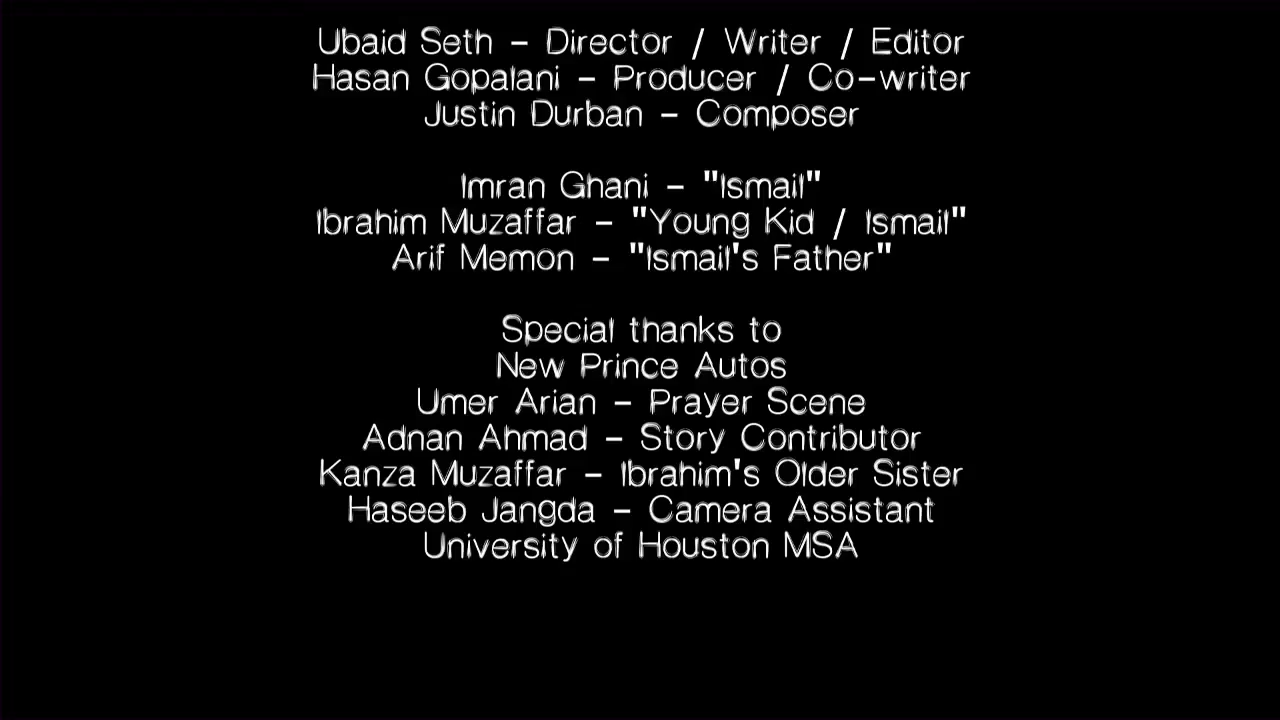 Ubaid Seth - Director / Writer / Editor
Hasan Gopalani - Producer / Co-writer
Justin Durban - Composer
Imran Ghani - "Ismail"
Ibrahim Muzaffar - "Young Kid / Ismail"
Arif Memon - "Ismail's Father"
Special thanks to
New Prince Autos
Umer Arian - Prayer Scene
Adnan Ahmad - Story Contributor
Kanza Muzaffar - Ibrahim's Older Sister
Haseeb Jangda - Camera Assistant
University of Houston MSA